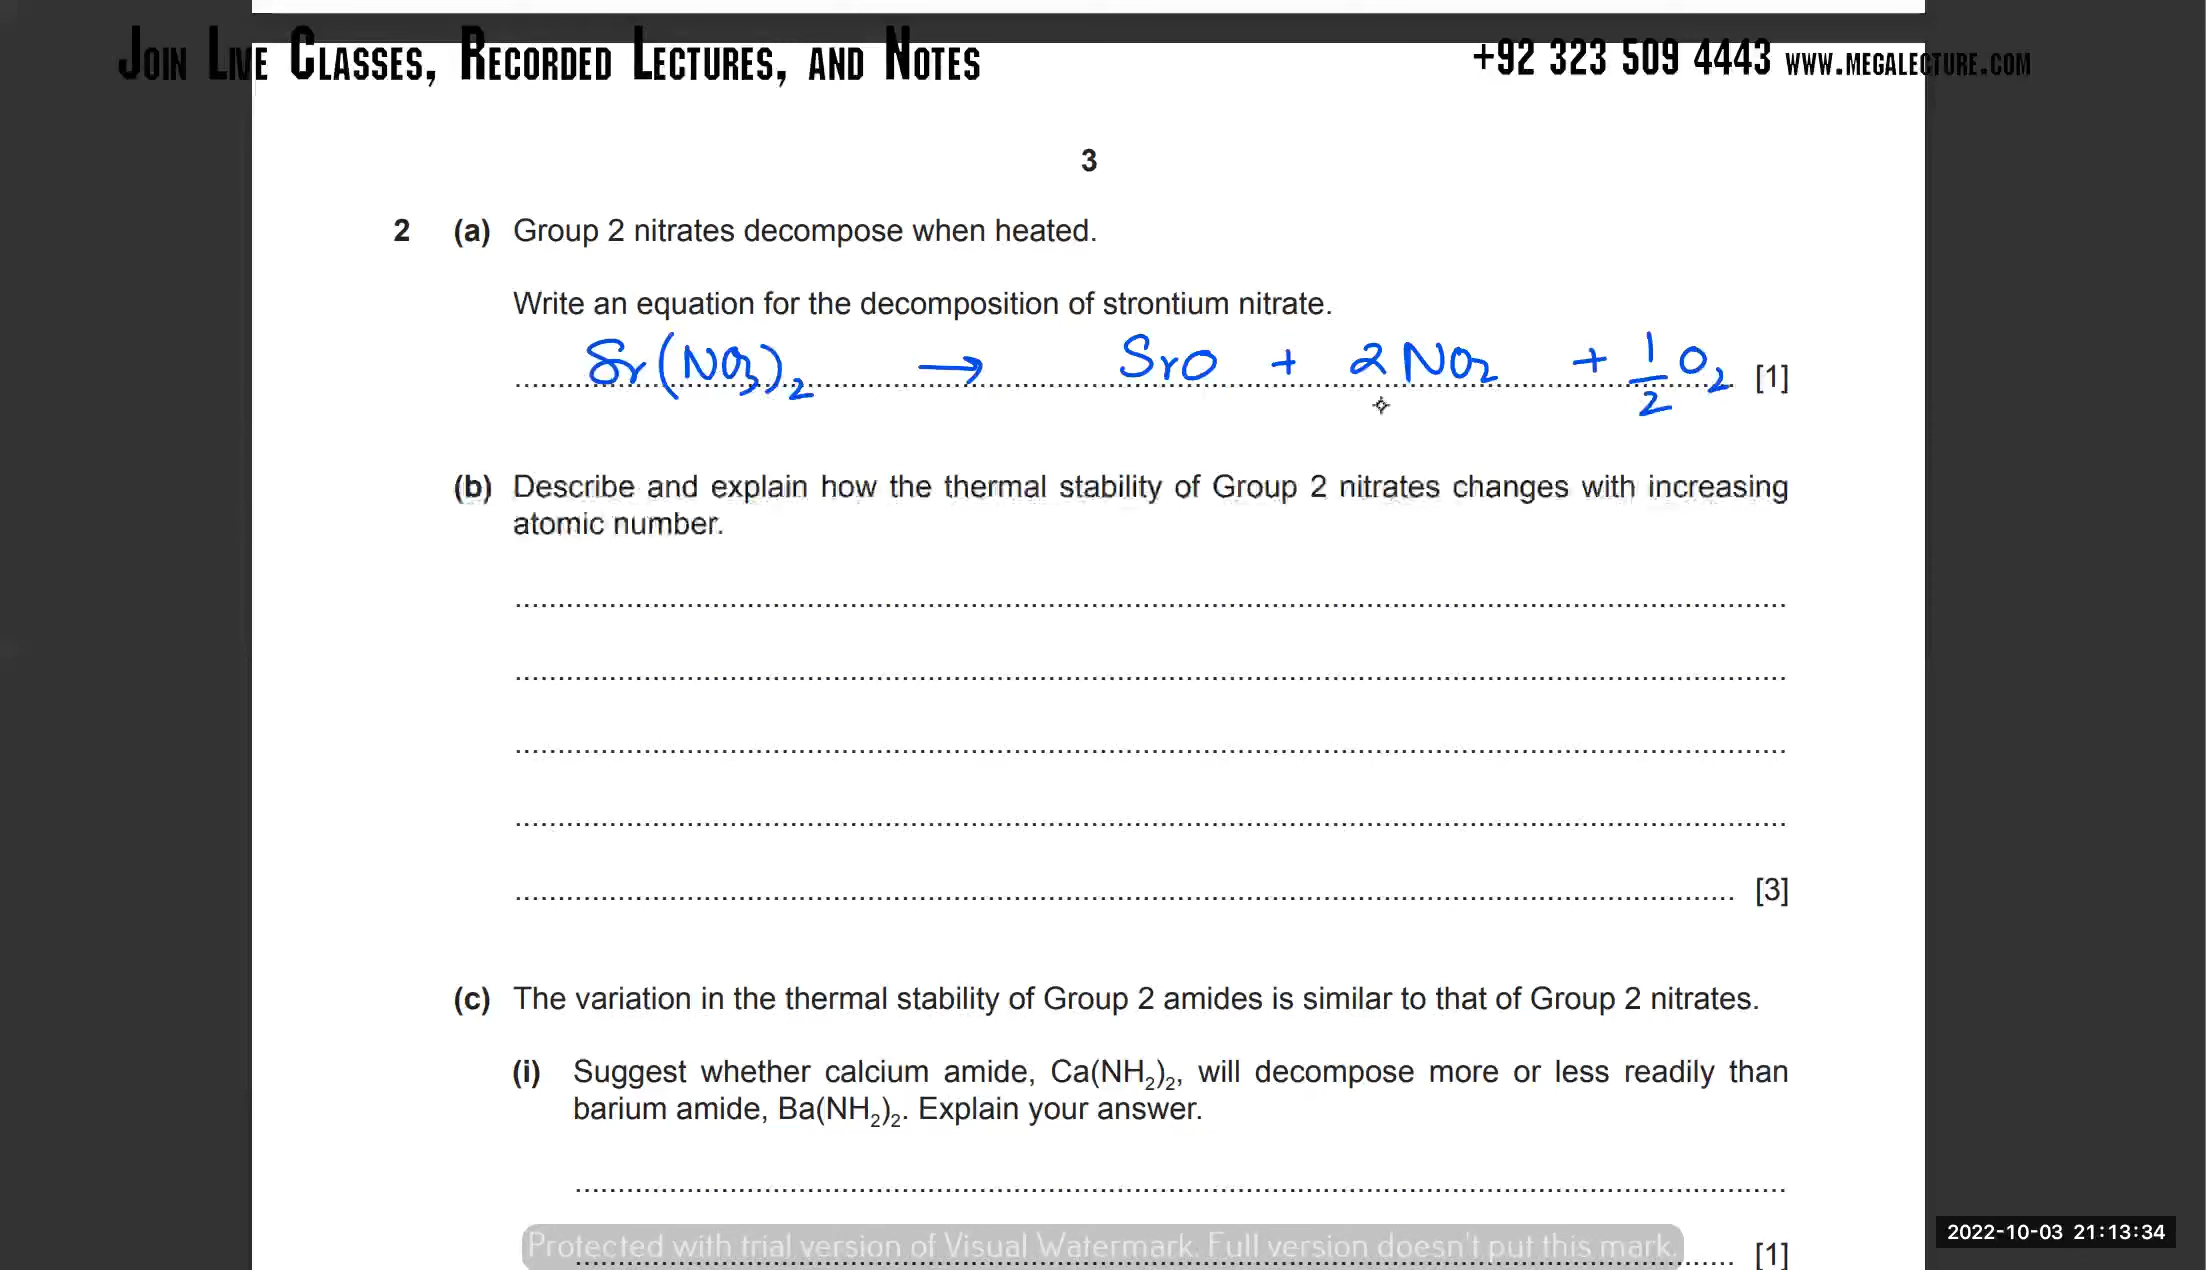 JOIN LIVE CLASSES, RECORDED LECTURES, AND NOTES
+92 323 509 4443 WWW.MEGALECTURE.COM
3
2 (a) Group 2 nitrates decompose when heated.
Write an equation for the decomposition of strontium nitrate.
Sr(NO₃)₂ → SrO + 2NO₂ + 1/2 O₂ [1]
(b) Describe and explain how the thermal stability of Group 2 nitrates changes with increasing
atomic number.
[3]
(c) The variation in the thermal stability of Group 2 amides is similar to that of Group 2 nitrates.
(i) Suggest whether calcium amide, Ca(NH₂)₂, will decompose more or less readily than
barium amide, Ba(NH₂)₂. Explain your answer.
Protected with trial version of Visual Watermark. Full version doesn't put this mark.
[1]
2022-10-03 21:13:34